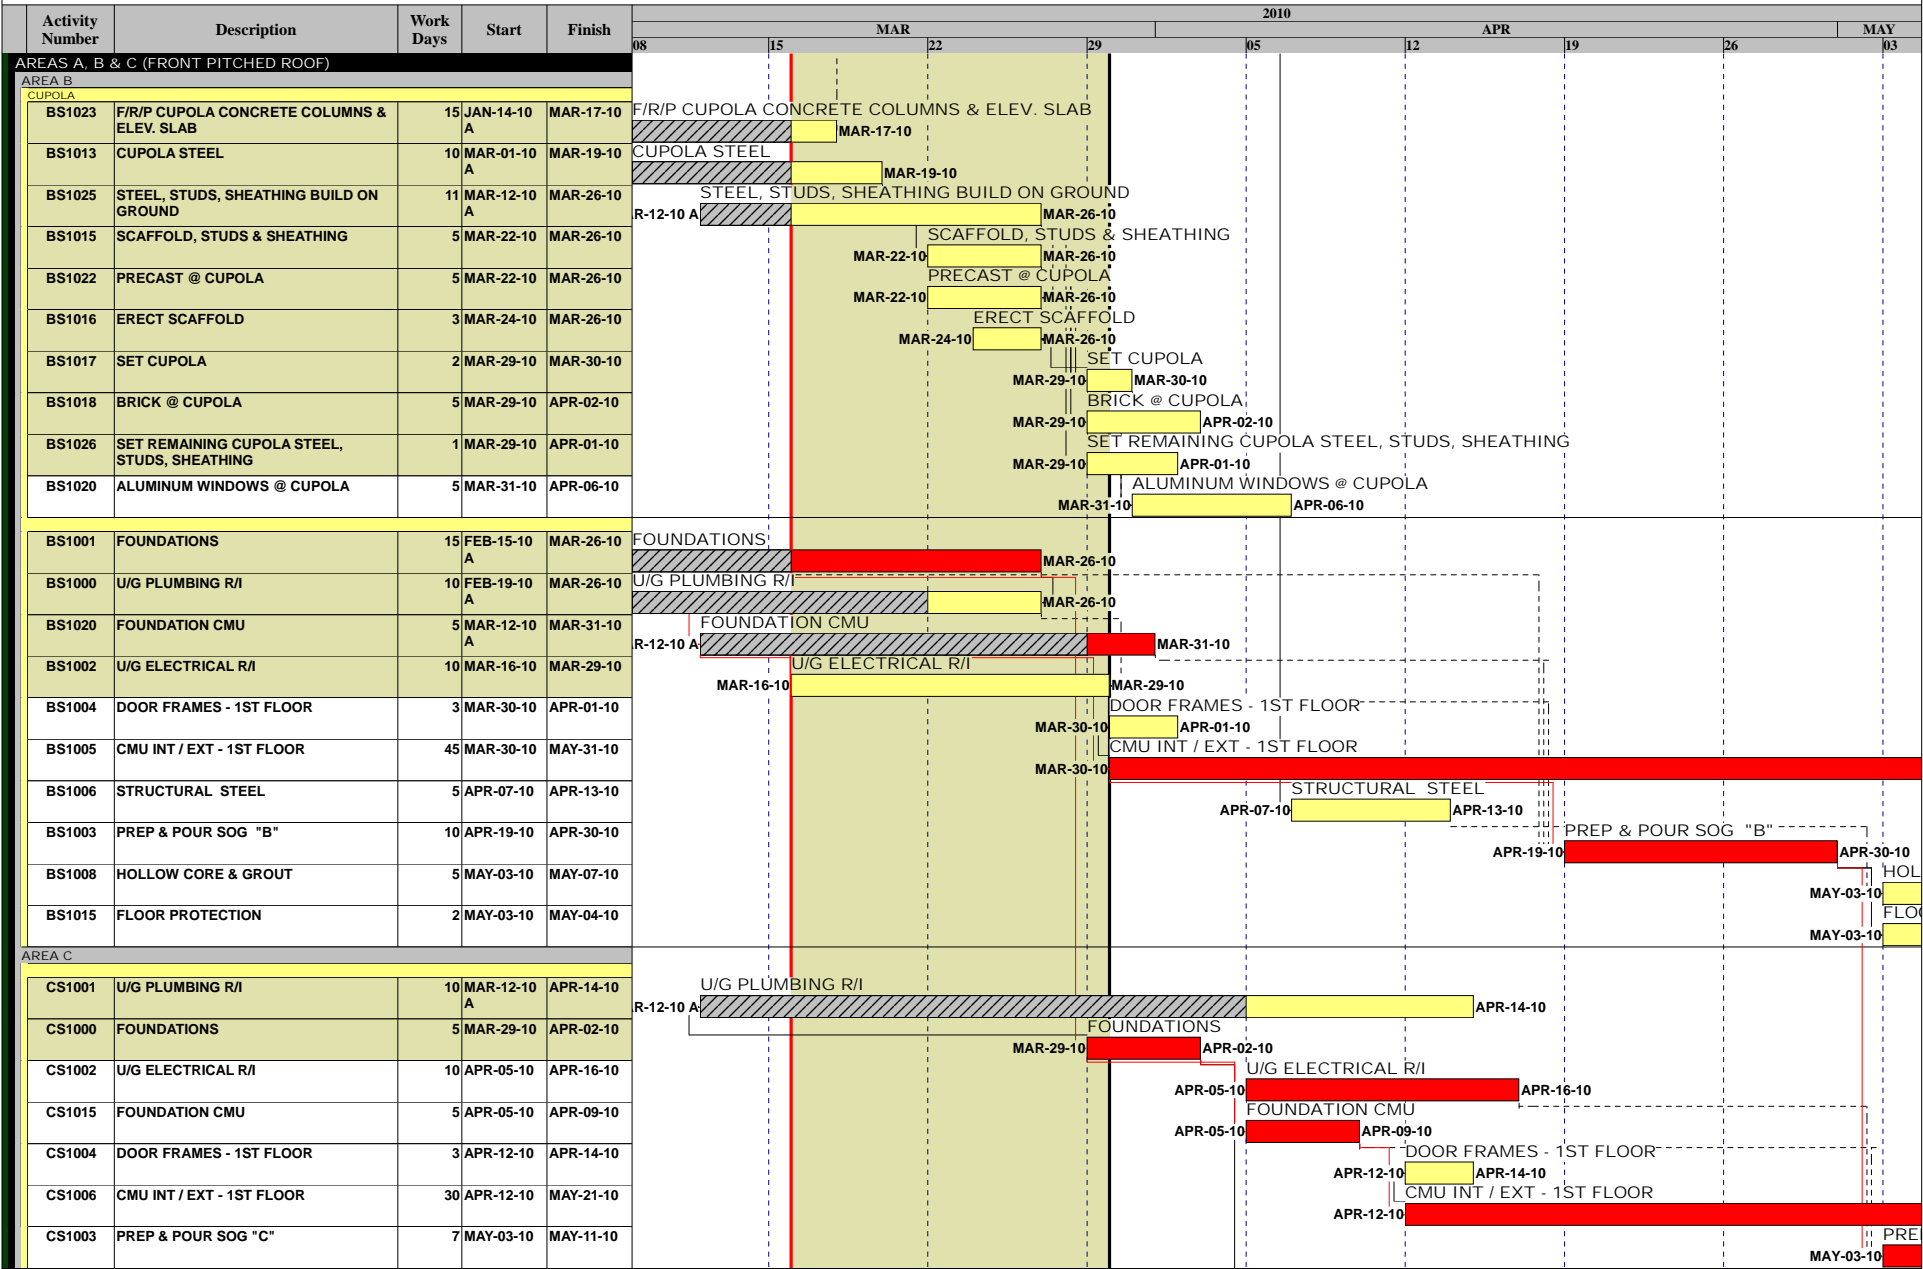 2010
Activity Number Description Work Days Start Finish MAR APR MAY
08 15 22 29 05 12 19 26 03
AREAS A, B & C (FRONT PITCHED ROOF)
AREA B
CUPOLA
BS1023 F/R/P CUPOLA CONCRETE COLUMNS & 15 JAN-14-10 MAR-17-10 F/R/P CUPOLA CONCRETE COLUMNS & ELEV. SLAB
ELEV. SLAB A MAR-17-10
BS1013 CUPOLA STEEL 10 MAR-01-10 MAR-19-10 CUPOLA STEEL
A MAR-19-10
BS1025 STEEL, STUDS, SHEATHING BUILD ON 11 MAR-12-10 MAR-26-10 STEEL, STUDS, SHEATHING BUILD ON GROUND
GROUND A R-12-10 A MAR-26-10
BS1015 SCAFFOLD, STUDS & SHEATHING 5 MAR-22-10 MAR-26-10 SCAFFOLD, STUDS & SHEATHING
MAR-22-10 MAR-26-10
BS1022 PRECAST @ CUPOLA 5 MAR-22-10 MAR-26-10 PRECAST @ CUPOLA
MAR-22-10 MAR-26-10
BS1016 ERECT SCAFFOLD 3 MAR-24-10 MAR-26-10 ERECT SCAFFOLD
MAR-24-10 MAR-26-10
BS1017 SET CUPOLA 2 MAR-29-10 MAR-30-10 SET CUPOLA
MAR-29-10 MAR-30-10
BS1018 BRICK @ CUPOLA 5 MAR-29-10 APR-02-10 BRICK @ CUPOLA
MAR-29-10 APR-02-10
BS1026 SET REMAINING CUPOLA STEEL, 1 MAR-29-10 APR-01-10 SET REMAINING CUPOLA STEEL, STUDS, SHEATHING
STUDS, SHEATHING MAR-29-10 APR-01-10
BS1020 ALUMINUM WINDOWS @ CUPOLA 5 MAR-31-10 APR-06-10 ALUMINUM WINDOWS @ CUPOLA
MAR-31-10 APR-06-10
BS1001 FOUNDATIONS 15 FEB-15-10 MAR-26-10 FOUNDATIONS
A MAR-26-10
BS1000 U/G PLUMBING R/I 10 FEB-19-10 MAR-26-10 U/G PLUMBING R/I
A MAR-26-10
BS1020 FOUNDATION CMU 5 MAR-12-10 MAR-31-10 FOUNDATION CMU
A R-12-10 A MAR-31-10
BS1002 U/G ELECTRICAL R/I 10 MAR-16-10 MAR-29-10 U/G ELECTRICAL R/I
MAR-16-10 MAR-29-10
BS1004 DOOR FRAMES - 1ST FLOOR 3 MAR-30-10 APR-01-10 DOOR FRAMES - 1ST FLOOR
MAR-30-10 APR-01-10
BS1005 CMU INT / EXT - 1ST FLOOR 45 MAR-30-10 MAY-31-10 CMU INT / EXT - 1ST FLOOR
MAR-30-10
BS1006 STRUCTURAL STEEL 5 APR-07-10 APR-13-10 STRUCTURAL STEEL
APR-07-10 APR-13-10
BS1003 PREP & POUR SOG "B" 10 APR-19-10 APR-30-10 PREP & POUR SOG "B"
APR-19-10 APR-30-10
BS1008 HOLLOW CORE & GROUT 5 MAY-03-10 MAY-07-10 HOL
MAY-03-10
BS1015 FLOOR PROTECTION 2 MAY-03-10 MAY-04-10 FLO
MAY-03-10
AREA C
CS1001 U/G PLUMBING R/I 10 MAR-12-10 APR-14-10 U/G PLUMBING R/I
A R-12-10 A APR-14-10
CS1000 FOUNDATIONS 5 MAR-29-10 APR-02-10 FOUNDATIONS
MAR-29-10 APR-02-10
CS1002 U/G ELECTRICAL R/I 10 APR-05-10 APR-16-10 U/G ELECTRICAL R/I
APR-05-10 APR-16-10
CS1015 FOUNDATION CMU 5 APR-05-10 APR-09-10 FOUNDATION CMU
APR-05-10 APR-09-10
CS1004 DOOR FRAMES - 1ST FLOOR 3 APR-12-10 APR-14-10 DOOR FRAMES - 1ST FLOOR
APR-12-10 APR-14-10
CS1006 CMU INT / EXT - 1ST FLOOR 30 APR-12-10 MAY-21-10 CMU INT / EXT - 1ST FLOOR
APR-12-10
CS1003 PREP & POUR SOG "C" 7 MAY-03-10 MAY-11-10 PRE
MAY-03-10